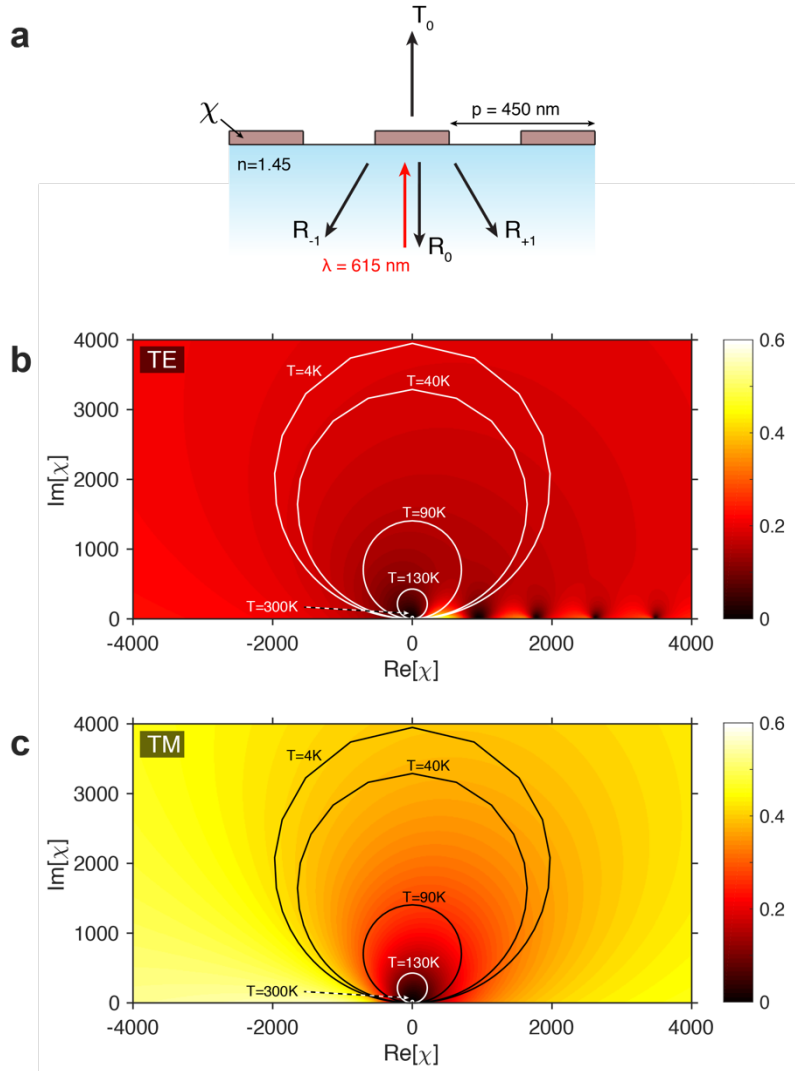 a
T₀
χ
p = 450 nm
n=1.45
R₋₁
R₀
R₊₁
λ = 615 nm
b
TE
T=4K
T=40K
T=90K
T=130K
T=300K
4000
3000
2000
1000
0
-4000
-2000
0
2000
4000
Im[χ]
Re[χ]
0.6
0.4
0.2
0
c
TM
T=4K
T=40K
T=90K
T=130K
T=300K
4000
3000
2000
1000
0
-4000
-2000
0
2000
4000
Im[χ]
Re[χ]
0.6
0.4
0.2
0